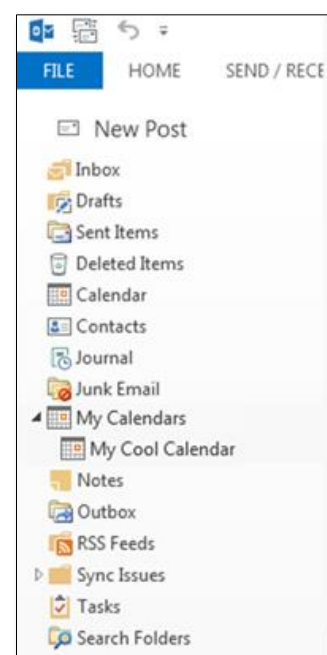 FILE HOME SEND / RECE
New Post
Inbox
Drafts
Sent Items
Deleted Items
Calendar
Contacts
Journal
Junk Email
My Calendars
My Cool Calendar
Notes
Outbox
RSS Feeds
Sync Issues
Tasks
Search Folders